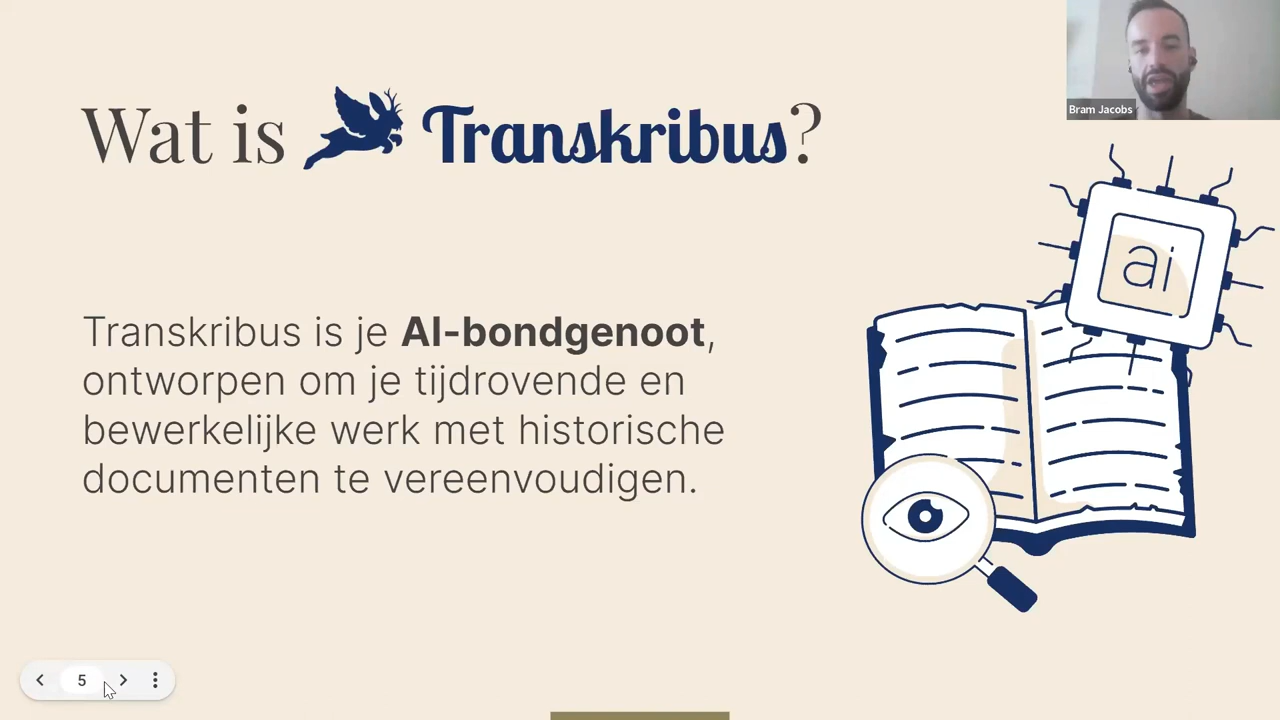 Wat is Transkribus?
Bram Jacobs
ai
Transkribus is je AI-bondgenoot,
ontworpen om je tijdrovende en
bewerkelijke werk met historische
documenten te vereenvoudigen.
5